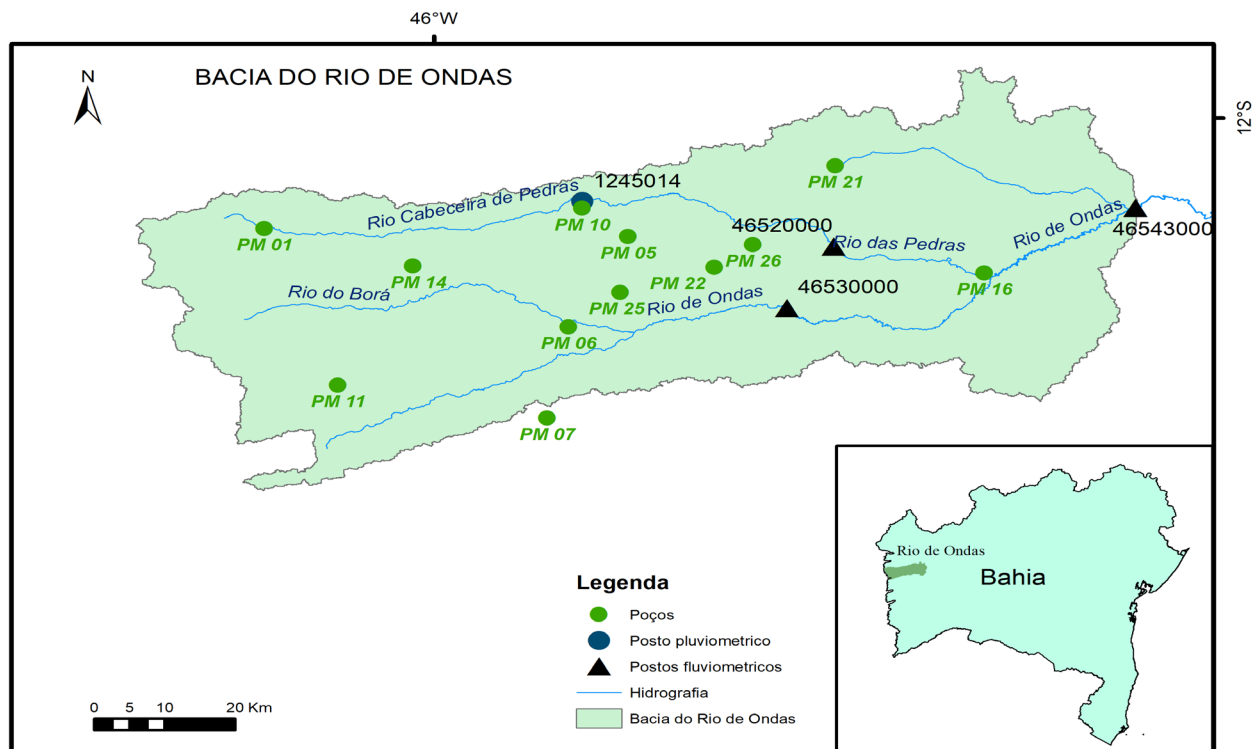 46°W
BACIA DO RIO DE ONDAS
N
12°S
1245014
PM 21
Rio Cabeceira de Pedras
PM 10
PM 01
PM 05
46520000
Rio das Pedras
Rio de Ondas
46543000
PM 26
PM 14
PM 22
PM 16
Rio do Borá
PM 25
Rio de Ondas
46530000
PM 06
PM 11
PM 07
Rio de Ondas
Bahia
Legenda
Poços
Posto pluviometrico
Postos fluviometricos
Hidrografia
Bacia do Rio de Ondas
0 5 10 20 Km